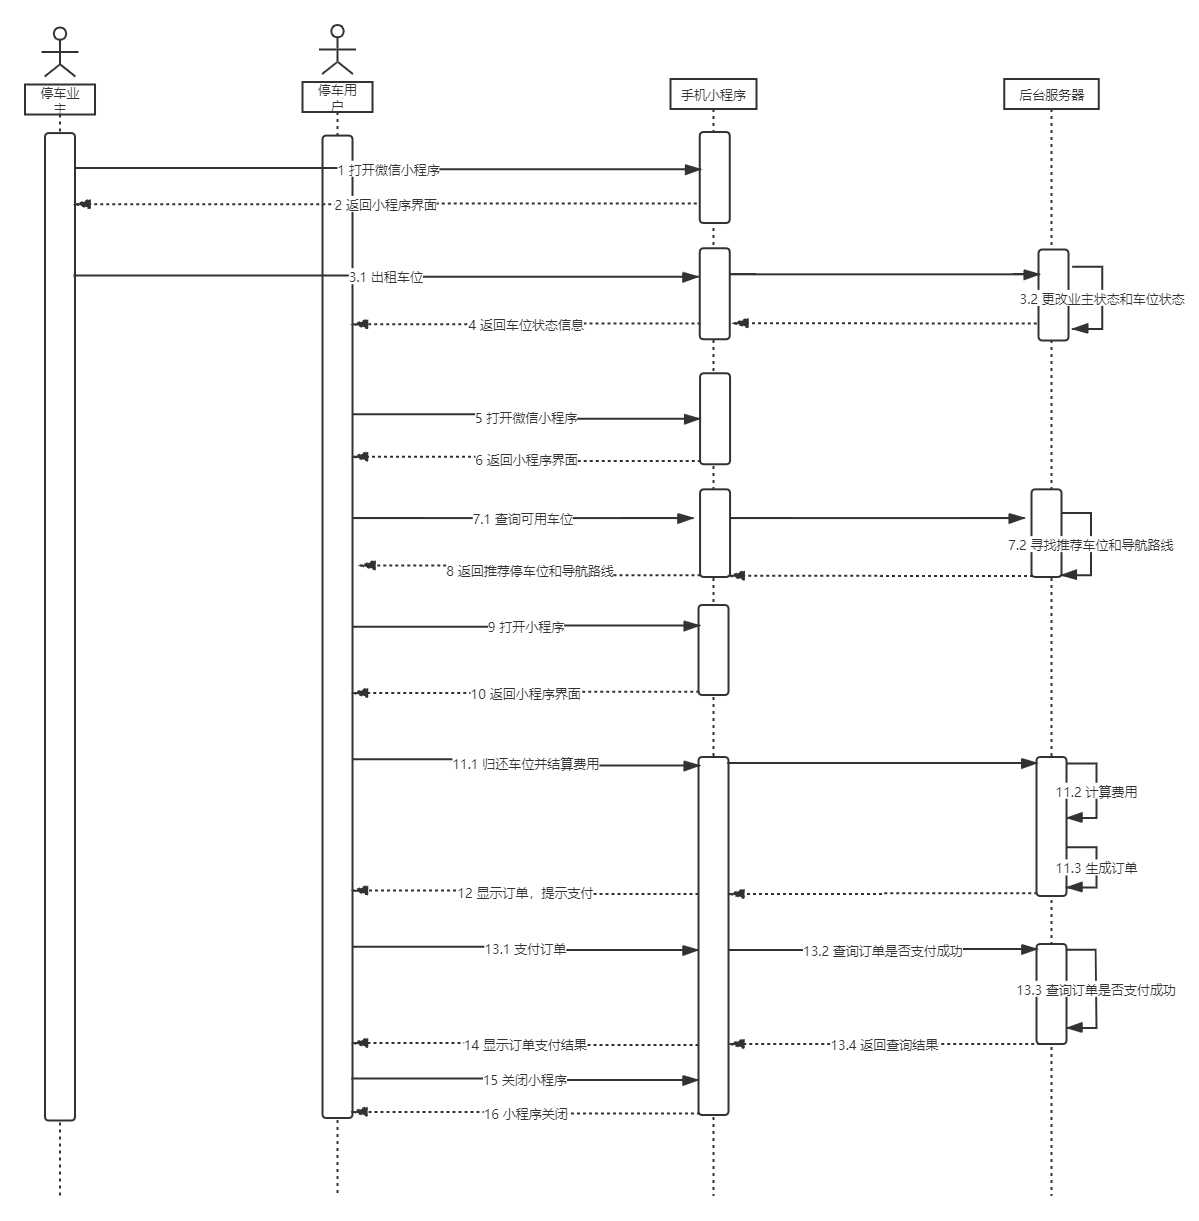 停车业
主
停车用
户
手机小程序
后台服务器
1 打开微信小程序
2 返回小程序界面
3.1 出租车位
3.2 更改业主状态和车位状态
4 返回车位状态信息
5 打开微信小程序
6 返回小程序界面
7.1 查询可用车位
7.2 寻找推荐车位和导航路线
8 返回推荐停车位和导航路线
9 打开小程序
10 返回小程序界面
11.1 归还车位并结算费用
11.2 计算费用
11.3 生成订单
12 显示订单，提示支付
13.1 支付订单
13.2 查询订单是否支付成功
13.3 查询订单是否支付成功
14 显示订单支付结果
13.4 返回查询结果
15 关闭小程序
16 小程序关闭